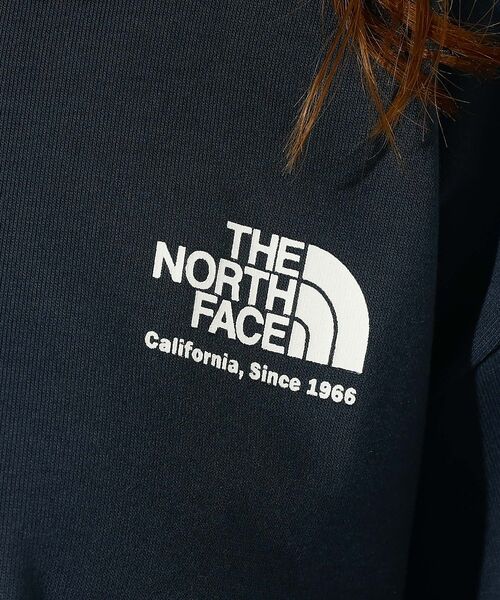 THE
NORTH
FACE
California, Since 1966